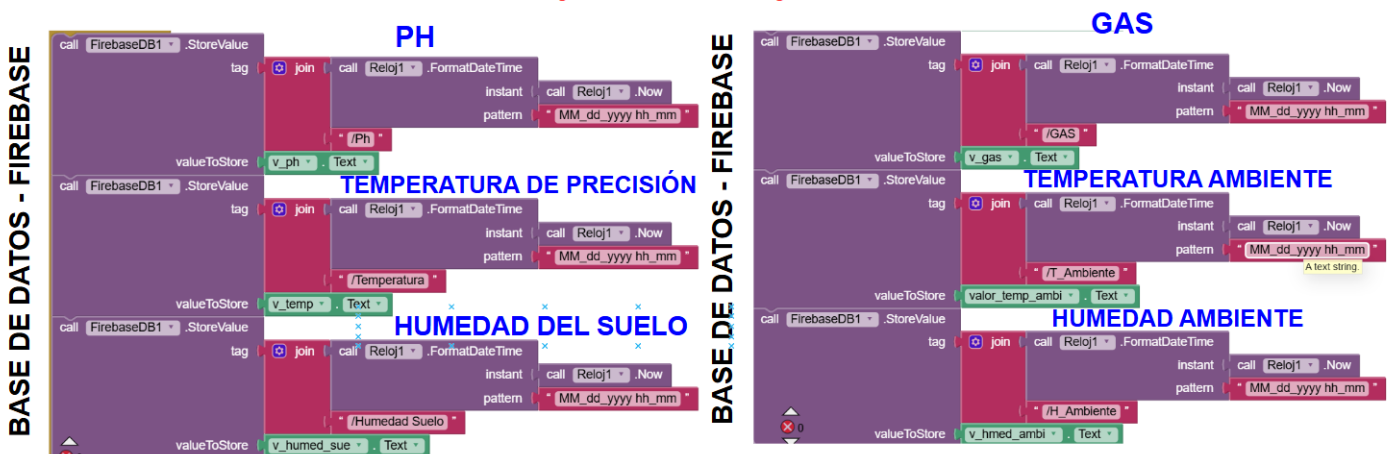 BASE DE DATOS - FIREBASE
PH
call FirebaseDB1 .StoreValue
tag join call Reloj1 .FormatDateTime
instant call Reloj1 .Now
pattern " MM_dd_yyyy hh_mm "
" /Ph "
valueToStore v_ph . Text
TEMPERATURA DE PRECISIÓN
call FirebaseDB1 .StoreValue
tag join call Reloj1 .FormatDateTime
instant call Reloj1 .Now
pattern " MM_dd_yyyy hh_mm "
" /Temperatura "
valueToStore v_temp . Text
HUMEDAD DEL SUELO
call FirebaseDB1 .StoreValue
tag join call Reloj1 .FormatDateTime
instant call Reloj1 .Now
pattern " MM_dd_yyyy hh_mm "
" /Humedad Suelo "
valueToStore v_humed_sue . Text
BASE DE DATOS - FIREBASE
GAS
call FirebaseDB1 .StoreValue
tag join call Reloj1 .FormatDateTime
instant call Reloj1 .Now
pattern " MM_dd_yyyy hh_mm "
" /GAS "
valueToStore v_gas . Text
TEMPERATURA AMBIENTE
call FirebaseDB1 .StoreValue
tag join call Reloj1 .FormatDateTime
instant call Reloj1 .Now
pattern " MM_dd_yyyy hh_mm "
A text string.
" /T_Ambiente "
valueToStore valor_temp_ambi . Text
HUMEDAD AMBIENTE
call FirebaseDB1 .StoreValue
tag join call Reloj1 .FormatDateTime
instant call Reloj1 .Now
pattern " MM_dd_yyyy hh_mm "
" /H_Ambiente "
0
valueToStore v_hmed_ambi . Text